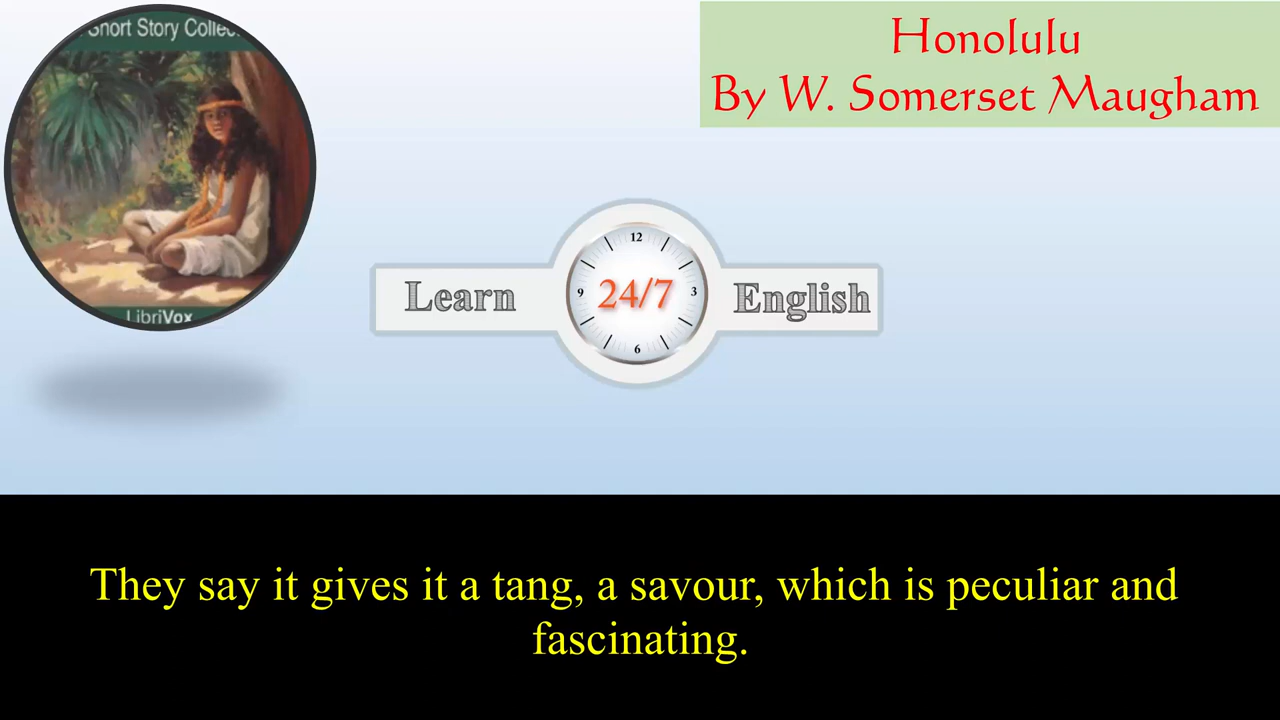 Short Story Collec
LibriVox
Honolulu
By W. Somerset Maugham
Learn 24/7 English
12
9
3
6
They say it gives it a tang, a savour, which is peculiar and
fascinating.